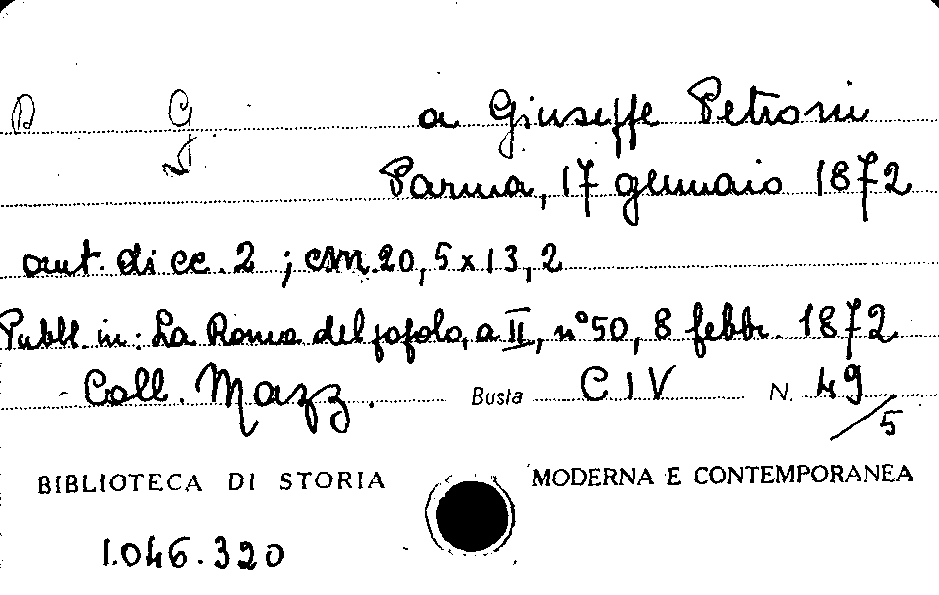 P. G. a Giuseppe Petroni
Parma, 17 gennaio 1872
aut. di cc. 2 ; cm. 20,5 x 13,2
Pubbl. in: La Roma del popolo, a II, n° 50, 8 febbr. 1872
Coll. Mazz. Busta CIV N. 49/5
BIBLIOTECA DI STORIA MODERNA E CONTEMPORANEA
1.046.320